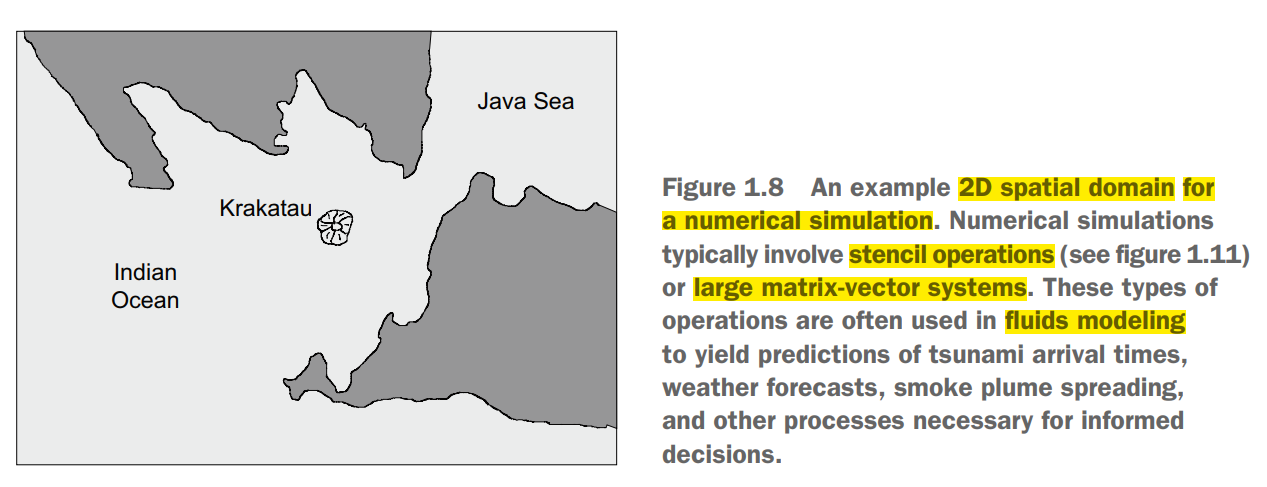 Java Sea
Krakatau
Indian
Ocean
Figure 1.8 An example 2D spatial domain for
a numerical simulation. Numerical simulations
typically involve stencil operations (see figure 1.11)
or large matrix-vector systems. These types of
operations are often used in fluids modeling
to yield predictions of tsunami arrival times,
weather forecasts, smoke plume spreading,
and other processes necessary for informed
decisions.